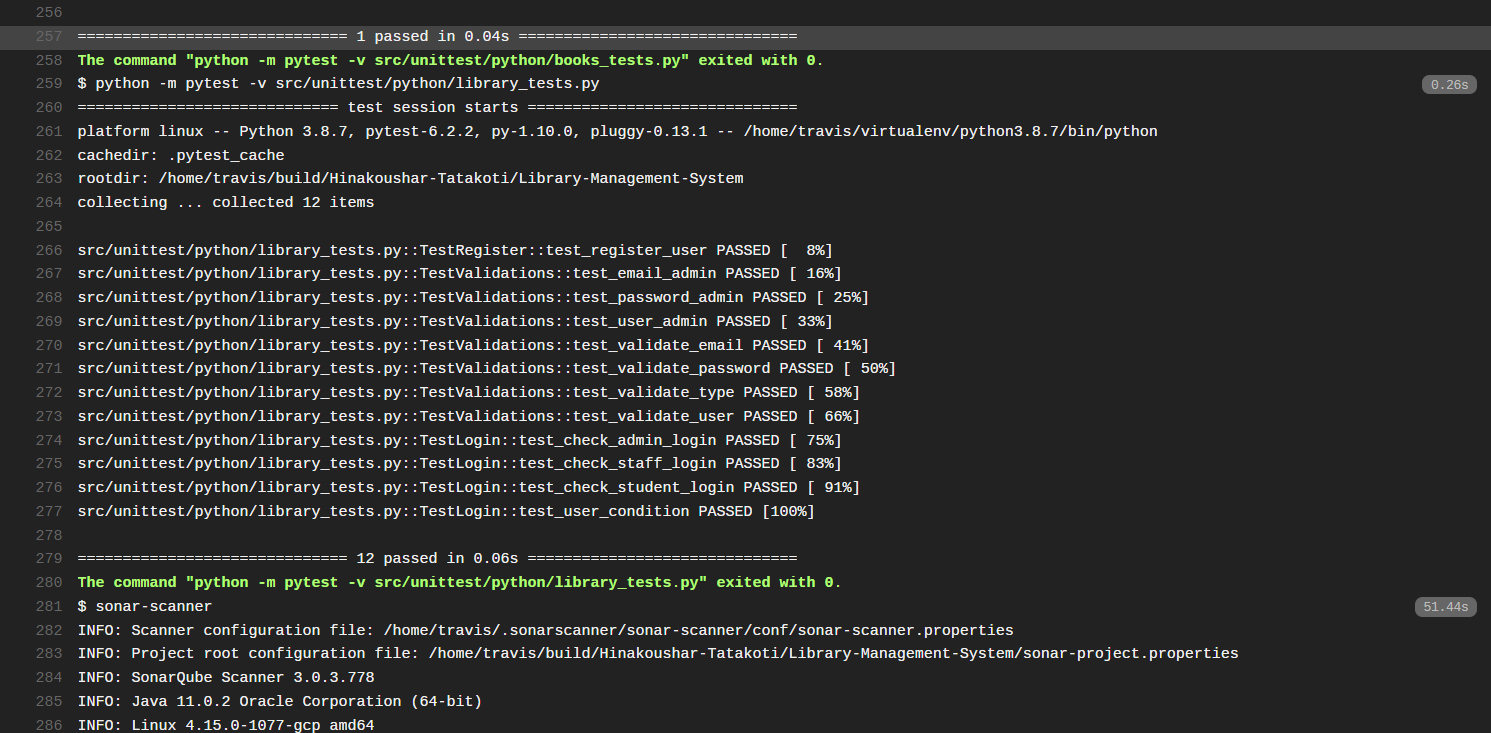 256
257 ============================== 1 passed in 0.04s ===============================
258 The command "python -m pytest -v src/unittest/python/books_tests.py" exited with 0.
259 $ python -m pytest -v src/unittest/python/library_tests.py 0.26s
260 ============================= test session starts ==============================
261 platform linux -- Python 3.8.7, pytest-6.2.2, py-1.10.0, pluggy-0.13.1 -- /home/travis/virtualenv/python3.8.7/bin/python
262 cachedir: .pytest_cache
263 rootdir: /home/travis/build/Hinakoushar-Tatakoti/Library-Management-System
264 collecting ... collected 12 items
265
266 src/unittest/python/library_tests.py::TestRegister::test_register_user PASSED [  8%]
267 src/unittest/python/library_tests.py::TestValidations::test_email_admin PASSED [ 16%]
268 src/unittest/python/library_tests.py::TestValidations::test_password_admin PASSED [ 25%]
269 src/unittest/python/library_tests.py::TestValidations::test_user_admin PASSED [ 33%]
270 src/unittest/python/library_tests.py::TestValidations::test_validate_email PASSED [ 41%]
271 src/unittest/python/library_tests.py::TestValidations::test_validate_password PASSED [ 50%]
272 src/unittest/python/library_tests.py::TestValidations::test_validate_type PASSED [ 58%]
273 src/unittest/python/library_tests.py::TestValidations::test_validate_user PASSED [ 66%]
274 src/unittest/python/library_tests.py::TestLogin::test_check_admin_login PASSED [ 75%]
275 src/unittest/python/library_tests.py::TestLogin::test_check_staff_login PASSED [ 83%]
276 src/unittest/python/library_tests.py::TestLogin::test_check_student_login PASSED [ 91%]
277 src/unittest/python/library_tests.py::TestLogin::test_user_condition PASSED [100%]
278
279 ============================== 12 passed in 0.06s ==============================
280 The command "python -m pytest -v src/unittest/python/library_tests.py" exited with 0.
281 $ sonar-scanner 51.44s
282 INFO: Scanner configuration file: /home/travis/.sonarscanner/sonar-scanner/conf/sonar-scanner.properties
283 INFO: Project root configuration file: /home/travis/build/Hinakoushar-Tatakoti/Library-Management-System/sonar-project.properties
284 INFO: SonarQube Scanner 3.0.3.778
285 INFO: Java 11.0.2 Oracle Corporation (64-bit)
286 INFO: Linux 4.15.0-1077-gcp amd64